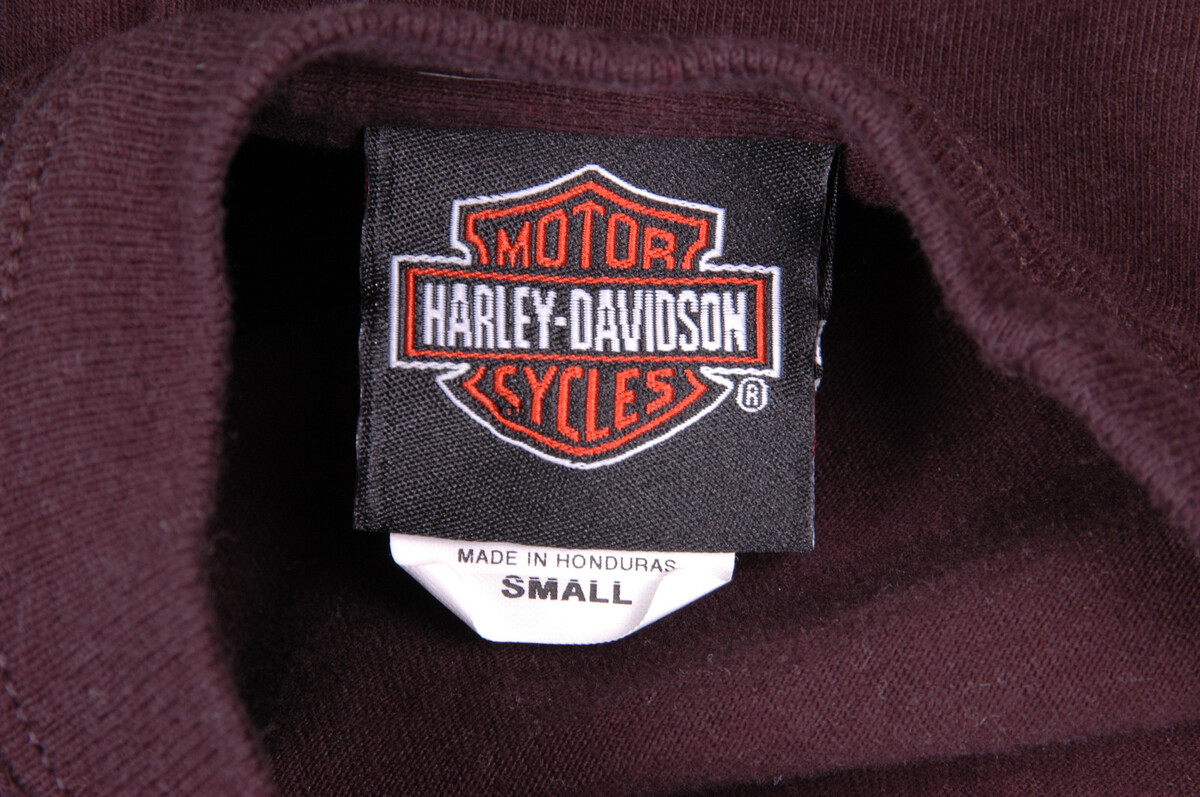 MOTOR
HARLEY-DAVIDSON
CYCLES
®
MADE IN HONDURAS
SMALL